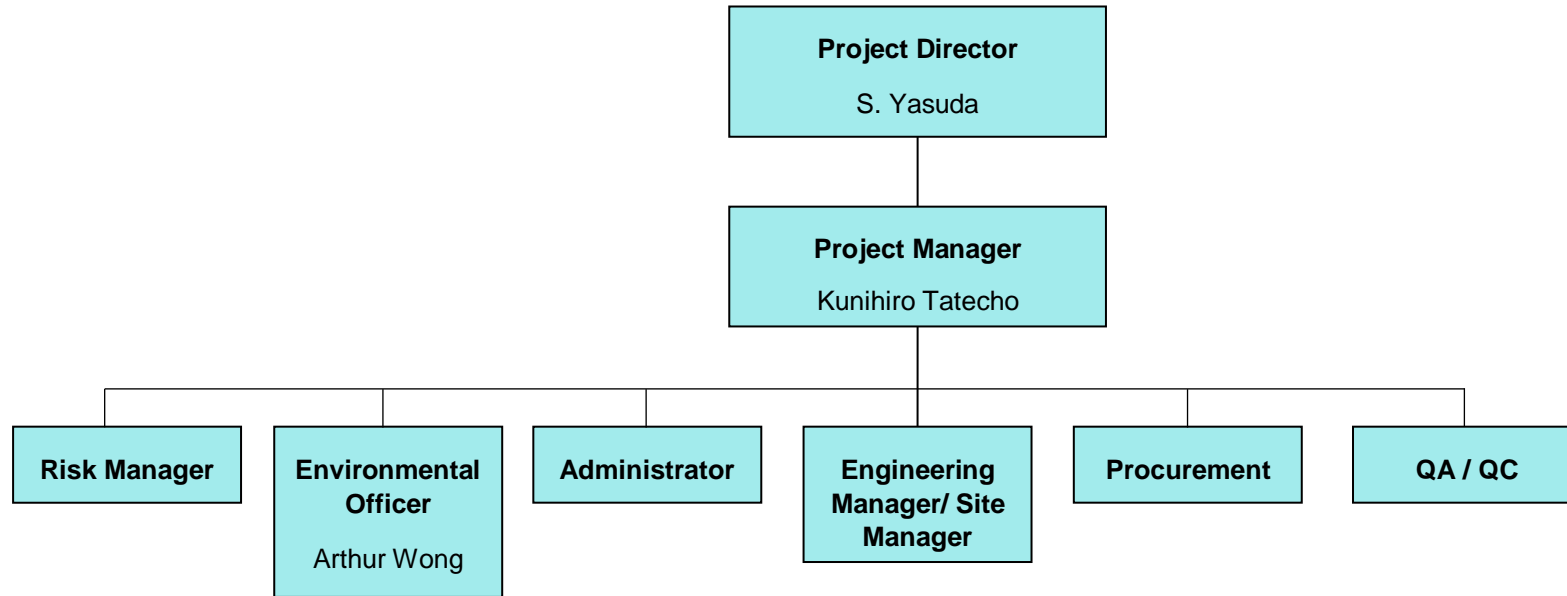 Project Director
S. Yasuda
Project Manager
Kunihiro Tatecho
Risk Manager
Environmental
Officer
Arthur Wong
Administrator
Engineering
Manager/ Site
Manager
Procurement
QA / QC